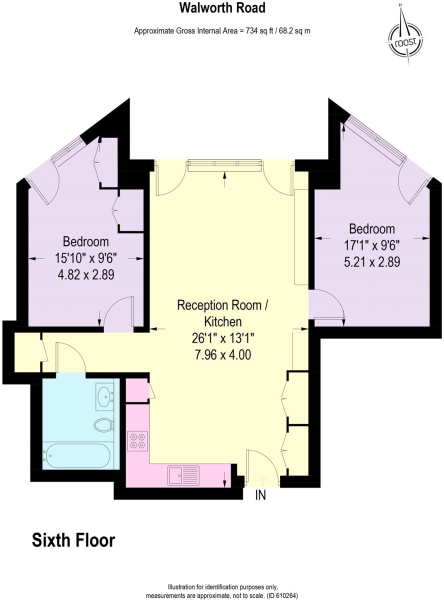 Walworth Road
Approximate Gross Internal Area = 734 sq ft / 68.2 sq m
roost
Bedroom
15'10" x 9'6"
4.82 x 2.89
Bedroom
17'1" x 9'6"
5.21 x 2.89
Reception Room /
Kitchen
26'1" x 13'1"
7.96 x 4.00
IN
Sixth Floor
Illustration for identification purposes only,
measurements are approximate, not to scale. (ID 610264)